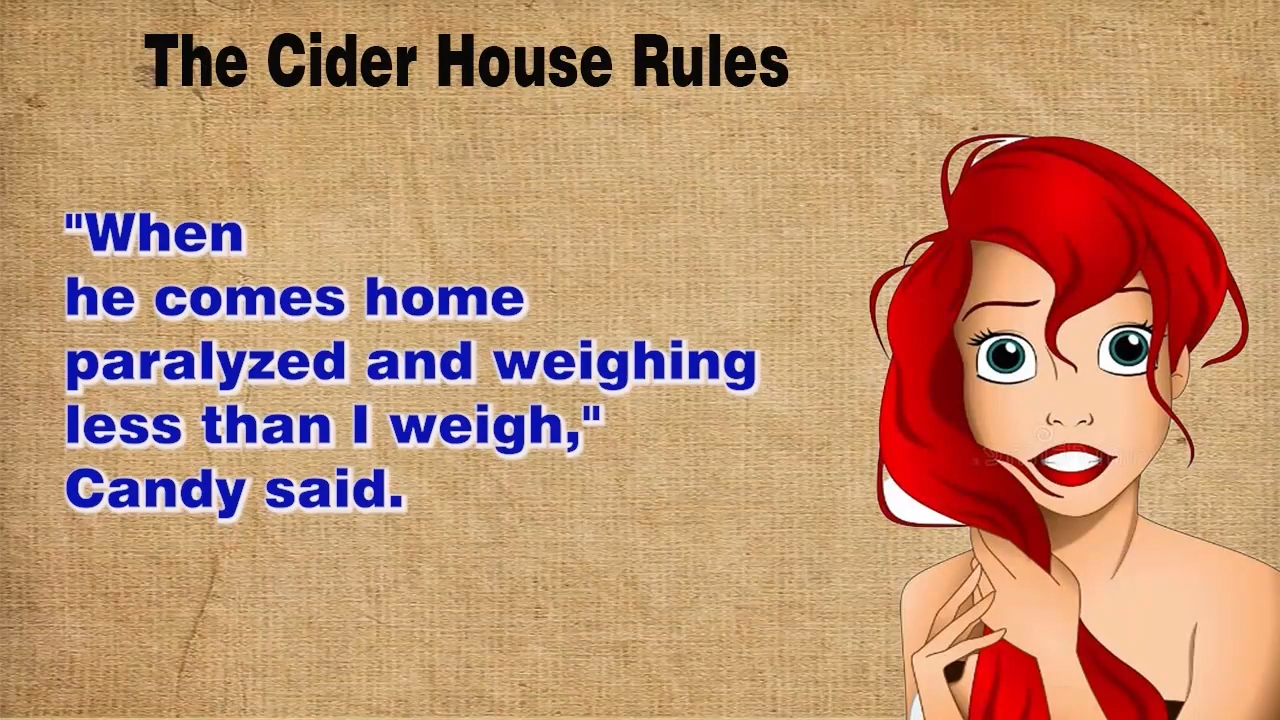 The Cider House Rules
"When
he comes home
paralyzed and weighing
less than I weigh,"
Candy said.